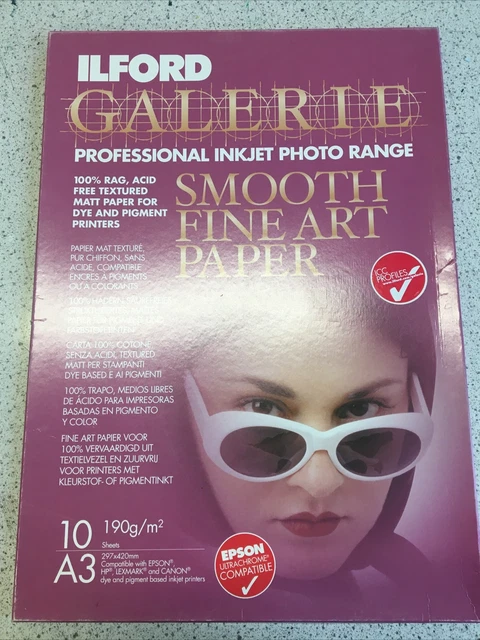 ILFORD
GALERIE
PROFESSIONAL INKJET PHOTO RANGE
100% RAG, ACID
FREE TEXTURED
MATT PAPER FOR
DYE AND PIGMENT
PRINTERS
SMOOTH
FINE ART
PAPER
PAPIER MAT TEXTURÉ,
PUR CHIFFON, SANS
ACIDE, COMPATIBLE
ENCRES A PIGMENTS
OU A COLORANTS
ICC
PROFILES
CARTA 100% COTONE,
SENZA ACIDI, TEXTURED
MATT PER STAMPANTI
DYE BASED E AI PIGMENTI
100% TRAPO, MEDIOS LIBRES
DE ÁCIDO PARA IMPRESORAS
BASADAS EN PIGMENTO
Y COLOR
FINE ART PAPIER VOOR
100% VERVAARDIGD UIT
TEXTIELVEZEL EN ZUURVRIJ
VOOR PRINTERS MET
KLEURSTOF- OF PIGMENTINKT
10 190g/m²
Sheets
A3 297x420mm
Compatible with EPSON®,
HP®, LEXMARK® and CANON®
dye and pigment based inkjet printers
EPSON
ULTRACHROME
COMPATIBLE